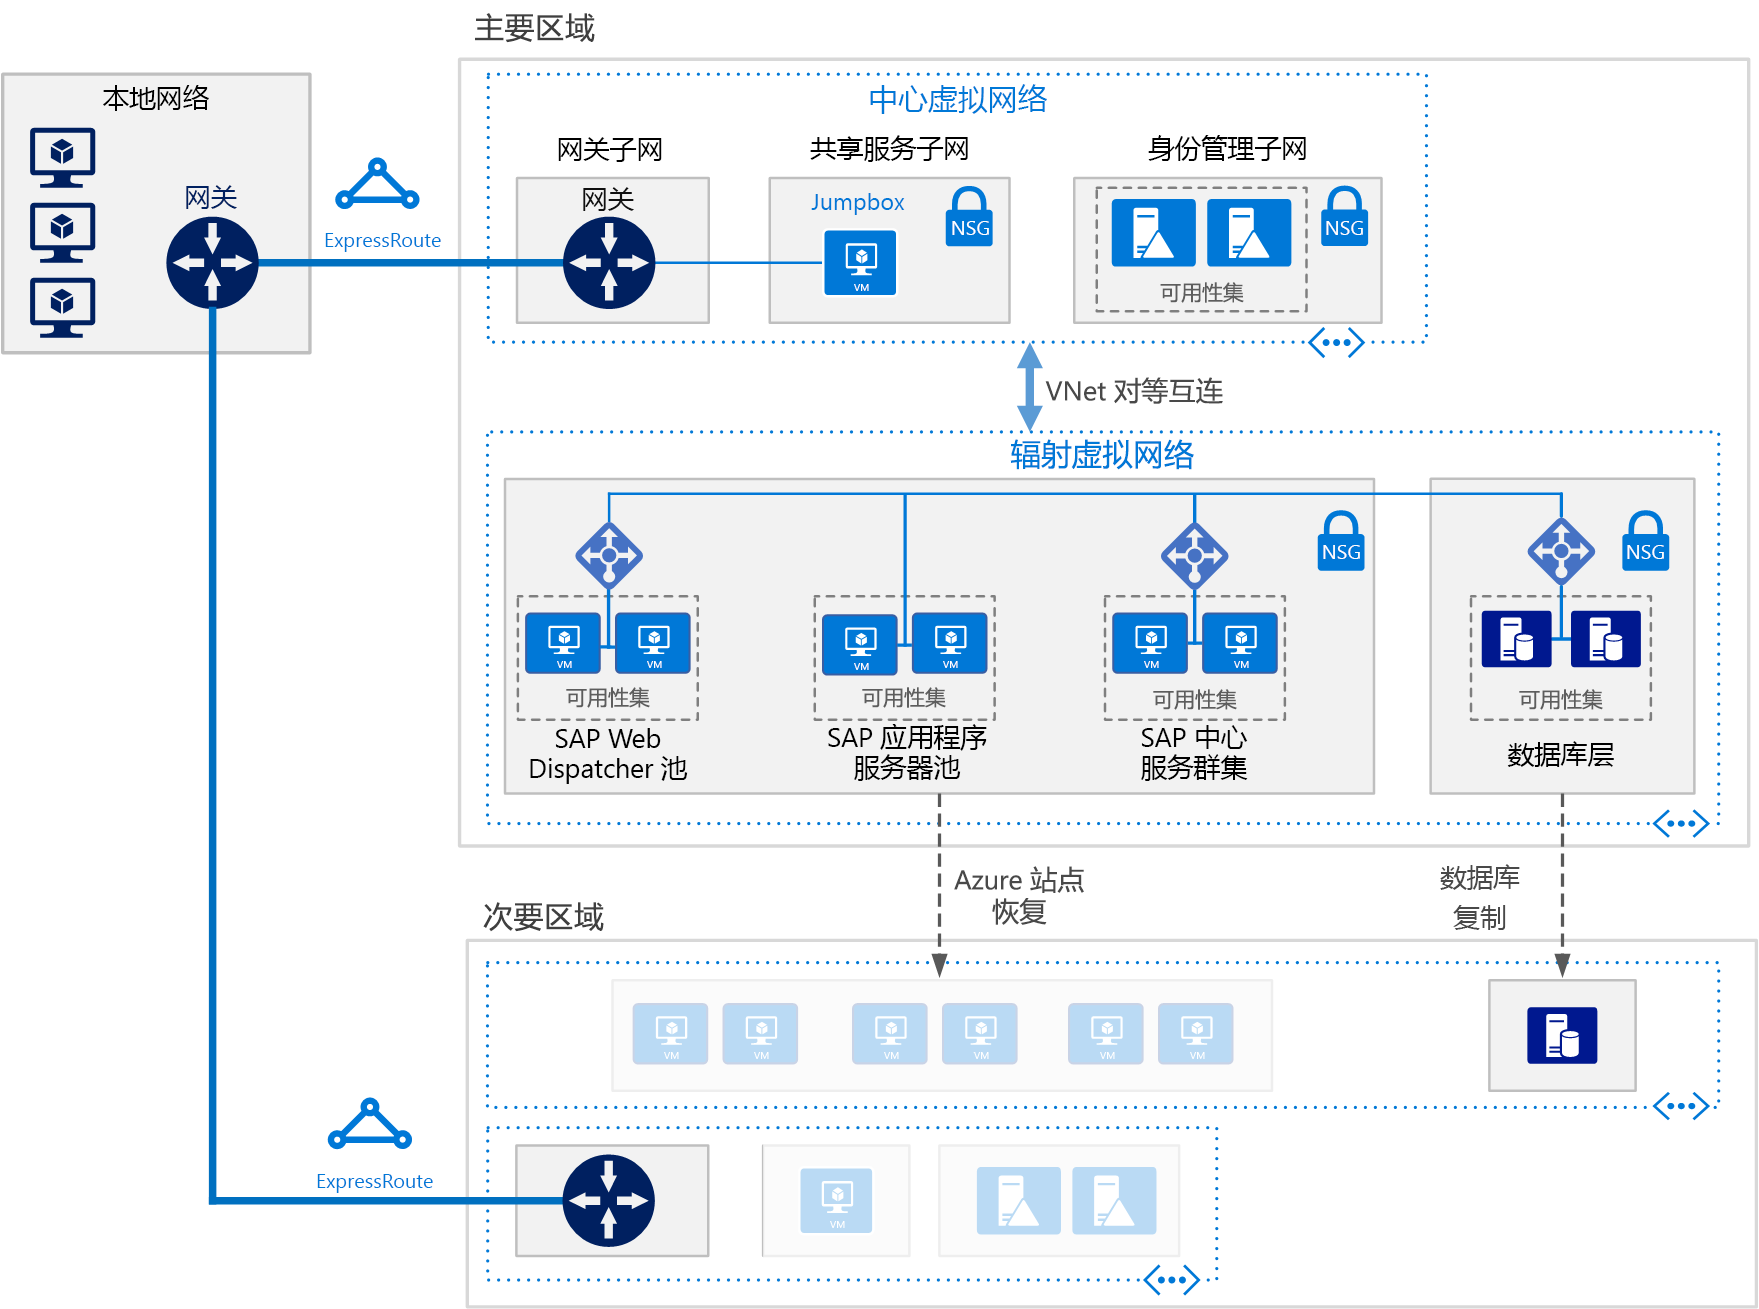 主要区域
本地网络
网关
ExpressRoute
中心虚拟网络
网关子网
网关
共享服务子网
Jumpbox
VM
NSG
身份管理子网
可用性集
NSG
VNet 对等互连
辐射虚拟网络
VM
VM
可用性集
SAP Web
Dispatcher 池
VM
VM
可用性集
SAP 应用程序
服务器池
VM
VM
可用性集
SAP 中心
服务群集
NSG
NSG
可用性集
数据库层
Azure 站点
恢复
数据库
复制
次要区域
VM
VM
VM
VM
VM
VM
ExpressRoute
VM